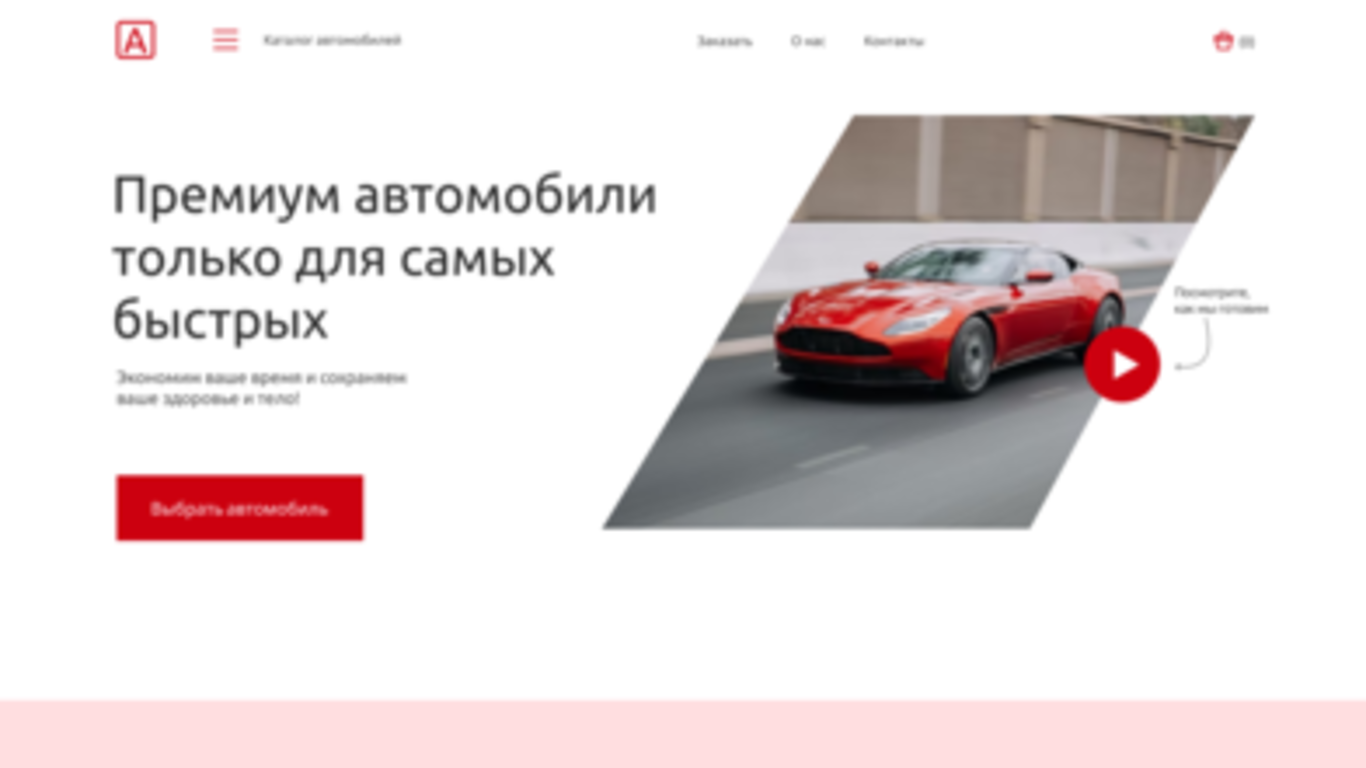 A
Каталог автомобилей
Заказать
О нас
Контакты
Премиум автомобили
только для самых
быстрых
Экономим ваше время и сохраняем
ваше здоровье и тело!
Выбрать автомобиль
Посмотрите,
как мы готовим